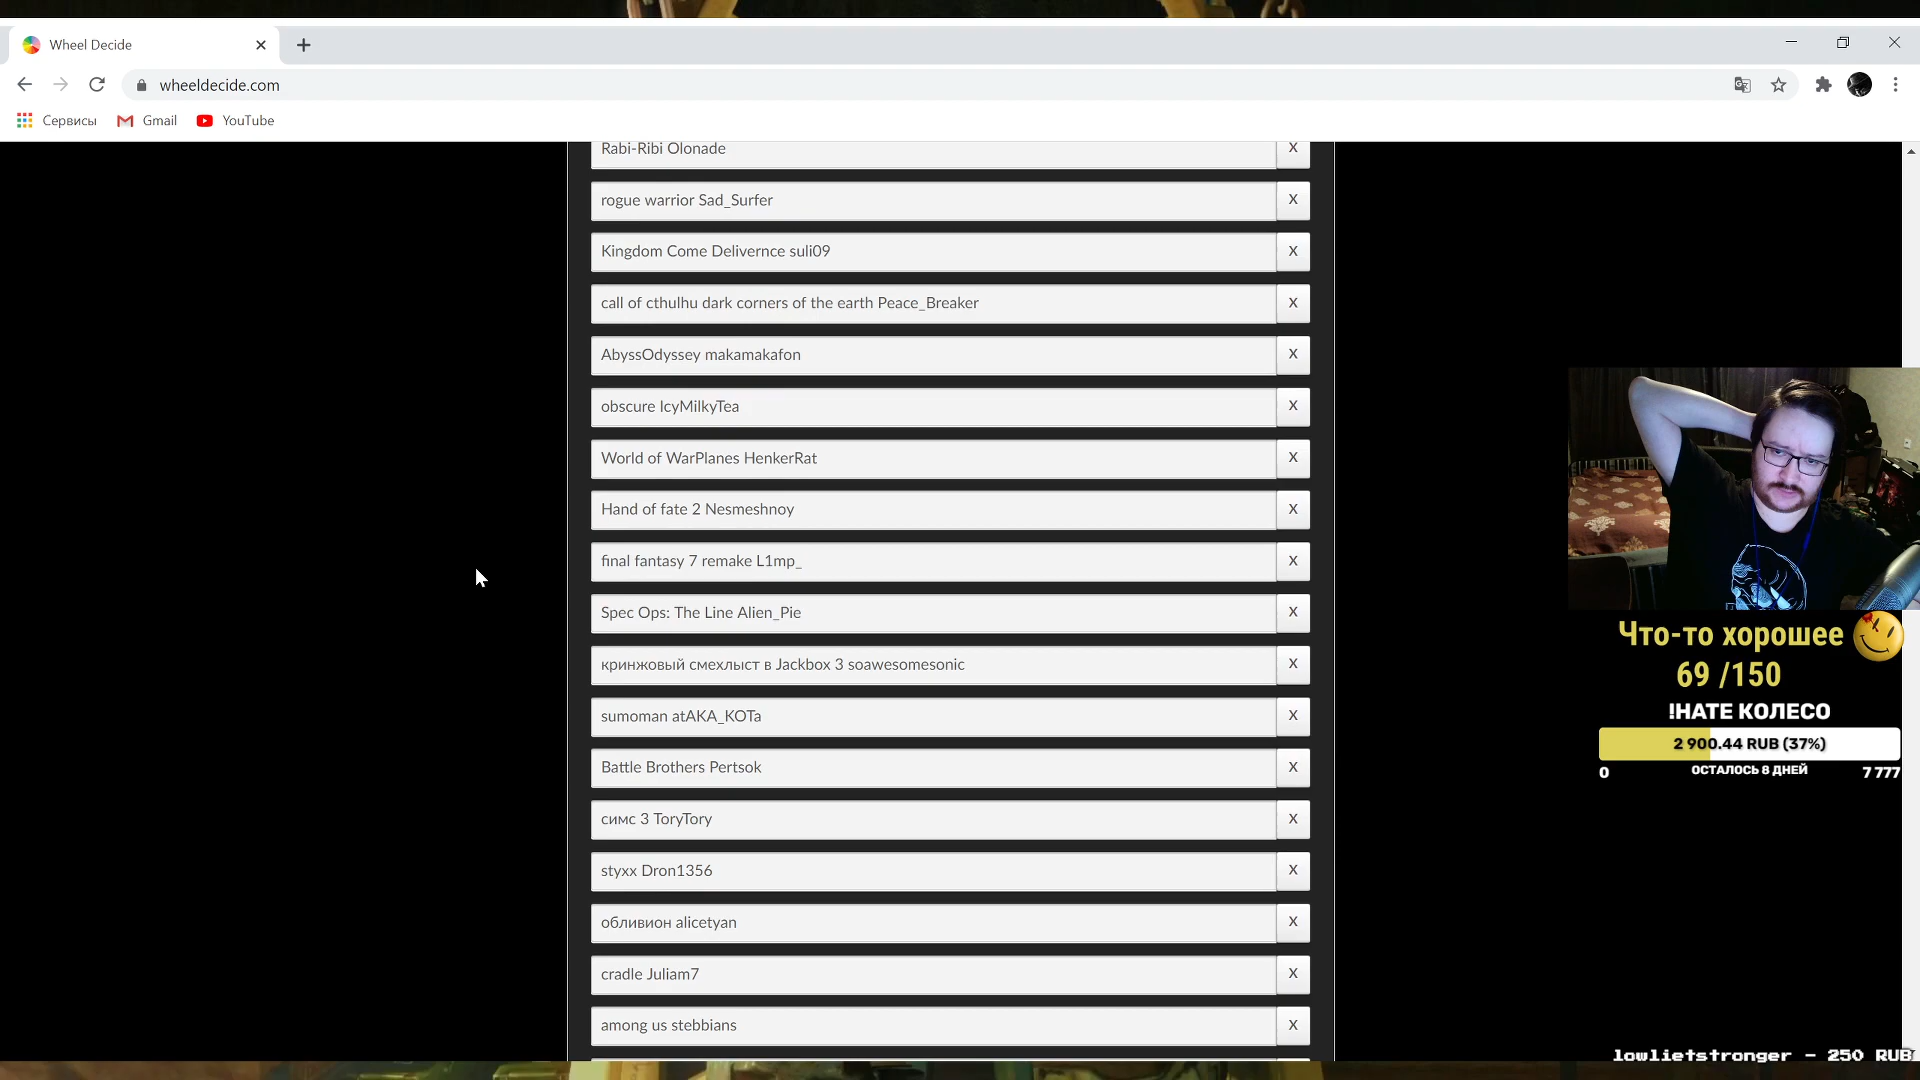 Wheel Decide
wheeldecide.com
Сервисы Gmail YouTube
Rabi-Ribi Olonade X
rogue warrior Sad_Surfer X
Kingdom Come Delivernce suli09 X
call of cthulhu dark corners of the earth Peace_Breaker X
AbyssOdyssey makamakafon X
obscure IcyMilkyTea X
World of WarPlanes HenkerRat X
Hand of fate 2 Nesmeshnoy X
final fantasy 7 remake L1mp_ X
Spec Ops: The Line Alien_Pie X
кринжовый смехлыст в Jackbox 3 soawesomesonic X
sumoman atAKA_KOTa X
Battle Brothers Pertsok X
симс 3 ToryTory X
styxx Dron1356 X
обливион alicetyan X
cradle Juliam7 X
among us stebbians X
Что-то хорошее
69 /150
!НАТЕ КОЛЕСО
2 900.44 RUB (37%)
0 ОСТАЛОСЬ 8 ДНЕЙ 7 777
lowlietstronger - 250 RUB